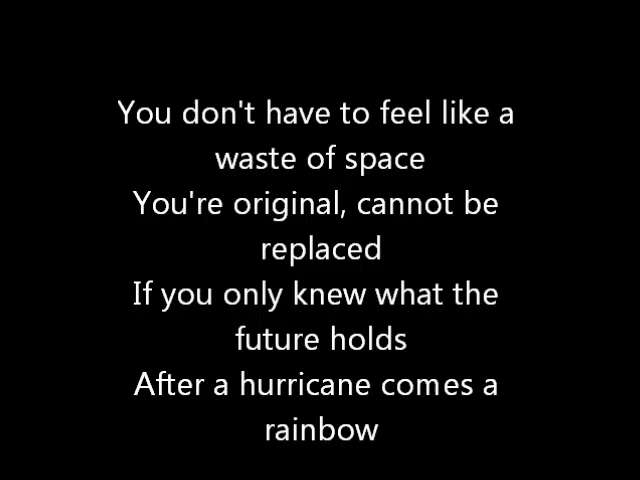 You don't have to feel like a
waste of space
You're original, cannot be
replaced
If you only knew what the
future holds
After a hurricane comes a
rainbow